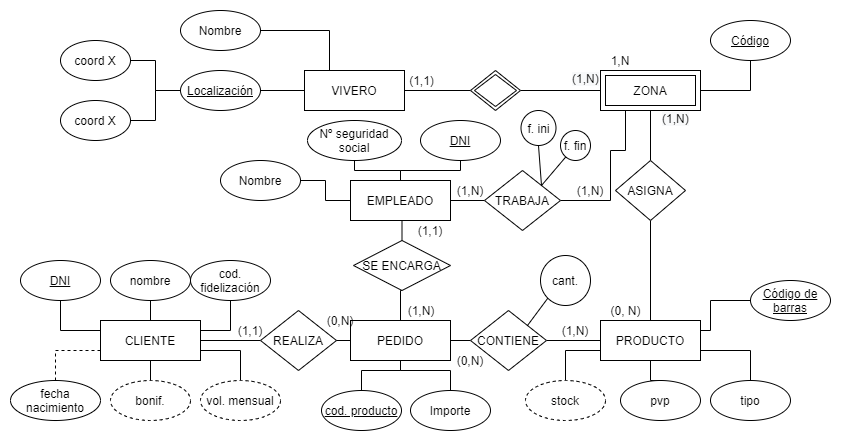 Nombre
Código
coord X
1,N
(1,1)
(1,N)
Localización
VIVERO
ZONA
coord X
(1,N)
Nº seguridad
social
DNI
f. ini
f. fin
Nombre
EMPLEADO
(1,N)
TRABAJA
(1,N)
ASIGNA
(1,1)
SE ENCARGA
DNI
nombre
cod.
fidelización
cant.
Código de
barras
(1,N)
(0, N)
(1,1)
(0,N)
(1,N)
CLIENTE
REALIZA
PEDIDO
CONTIENE
PRODUCTO
(0,N)
fecha
nacimiento
bonif.
vol. mensual
cod. producto
Importe
stock
pvp
tipo